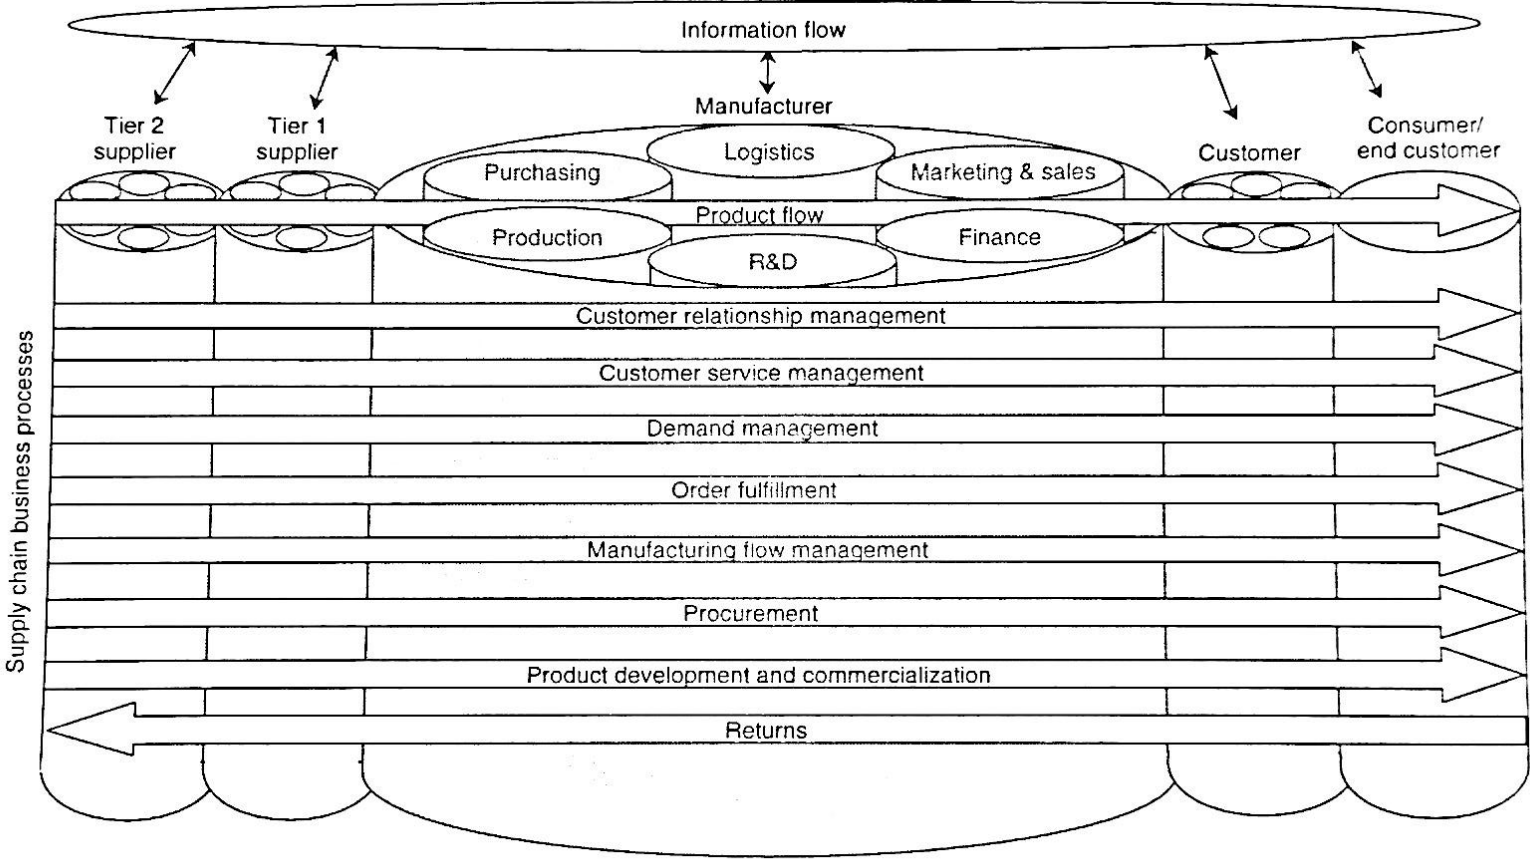 Information flow
Manufacturer
Tier 2
supplier
Tier 1
supplier
Customer
Consumer/
end customer
Logistics
Purchasing
Marketing & sales
Product flow
Production
Finance
R&D
Supply chain business processes
Customer relationship management
Customer service management
Demand management
Order fulfillment
Manufacturing flow management
Procurement
Product development and commercialization
Returns